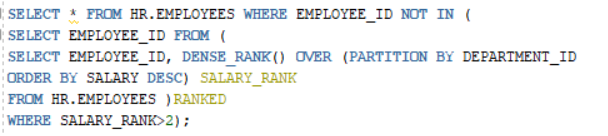 SELECT * FROM HR.EMPLOYEES WHERE EMPLOYEE_ID NOT IN (
SELECT EMPLOYEE_ID FROM (
SELECT EMPLOYEE_ID, DENSE_RANK() OVER (PARTITION BY DEPARTMENT_ID
ORDER BY SALARY DESC) SALARY_RANK
FROM HR.EMPLOYEES )RANKED
WHERE SALARY_RANK>2);